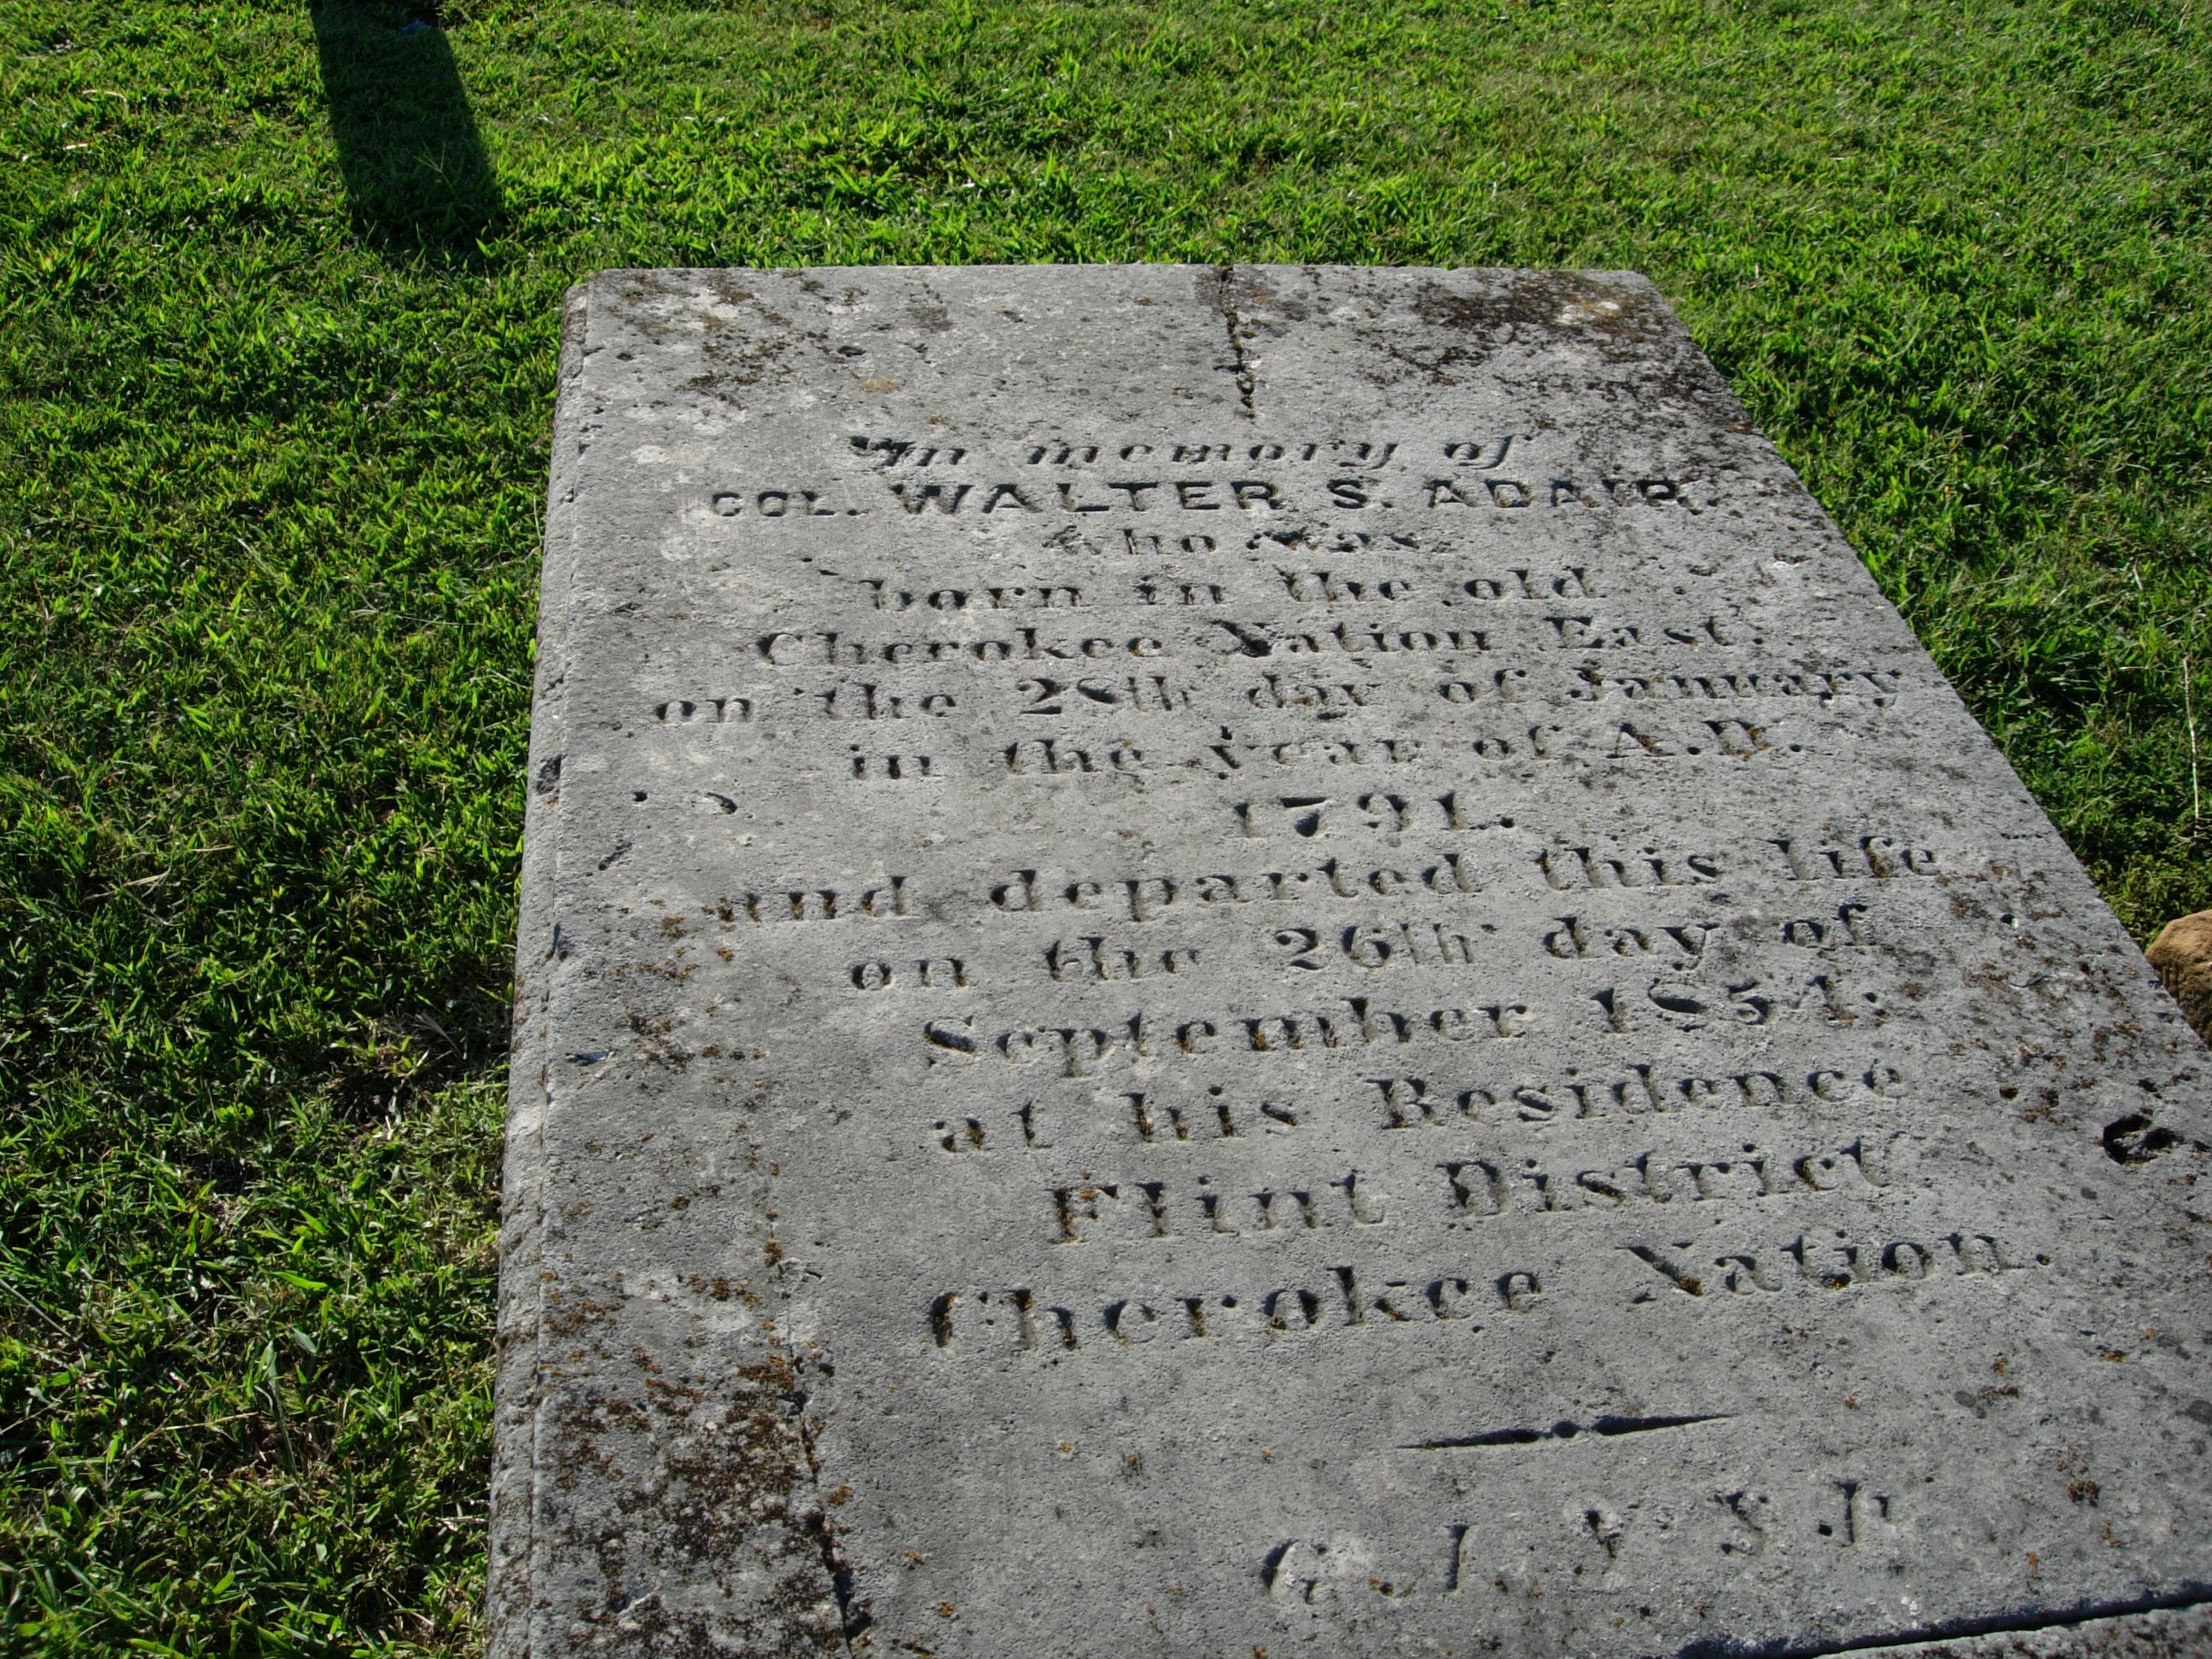 In memory of
COL. WALTER S. ADAIR.
who was
born in the old
Cherokee Nation East.
on the 28th day of January
in the year of A.D.
1791.
and departed this life
on the 26th day of
September 1854.
at his Residence
Flint District
Cherokee Nation.